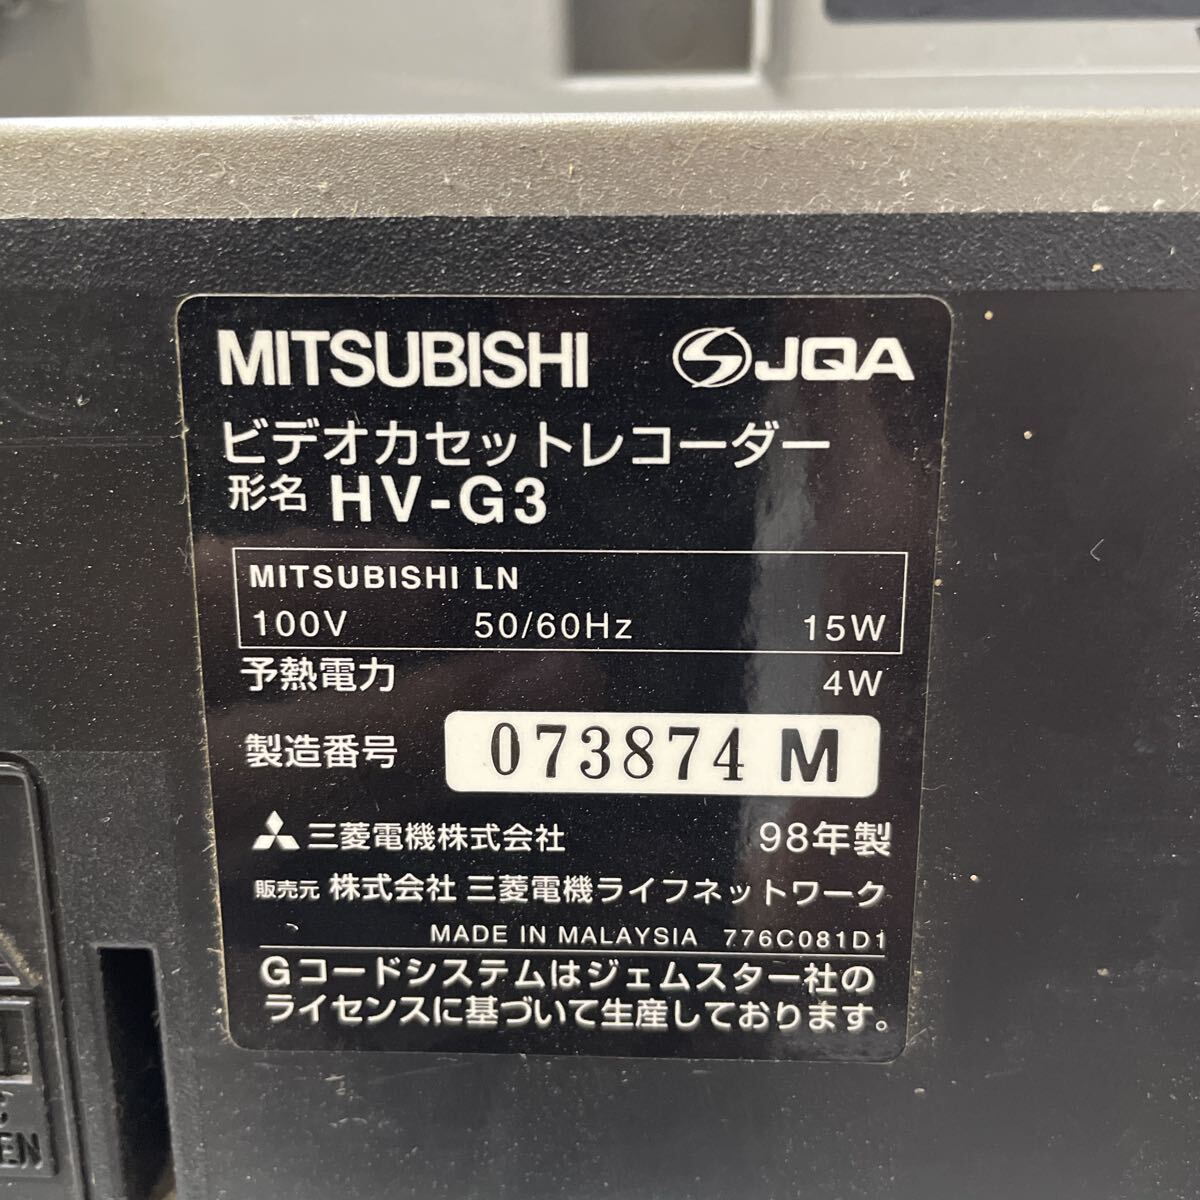 MITSUBISHI JQA
ビデオカセットレコーダー
形名 HV-G3
MITSUBISHI LN
100V 50/60Hz 15W
予熱電力 4W
製造番号 073874 M
三菱電機株式会社 98年製
販売元 株式会社 三菱電機ライフネットワーク
MADE IN MALAYSIA 776C081D1
Gコードシステムはジェムスター社の
ライセンスに基づいて生産しております。
EN